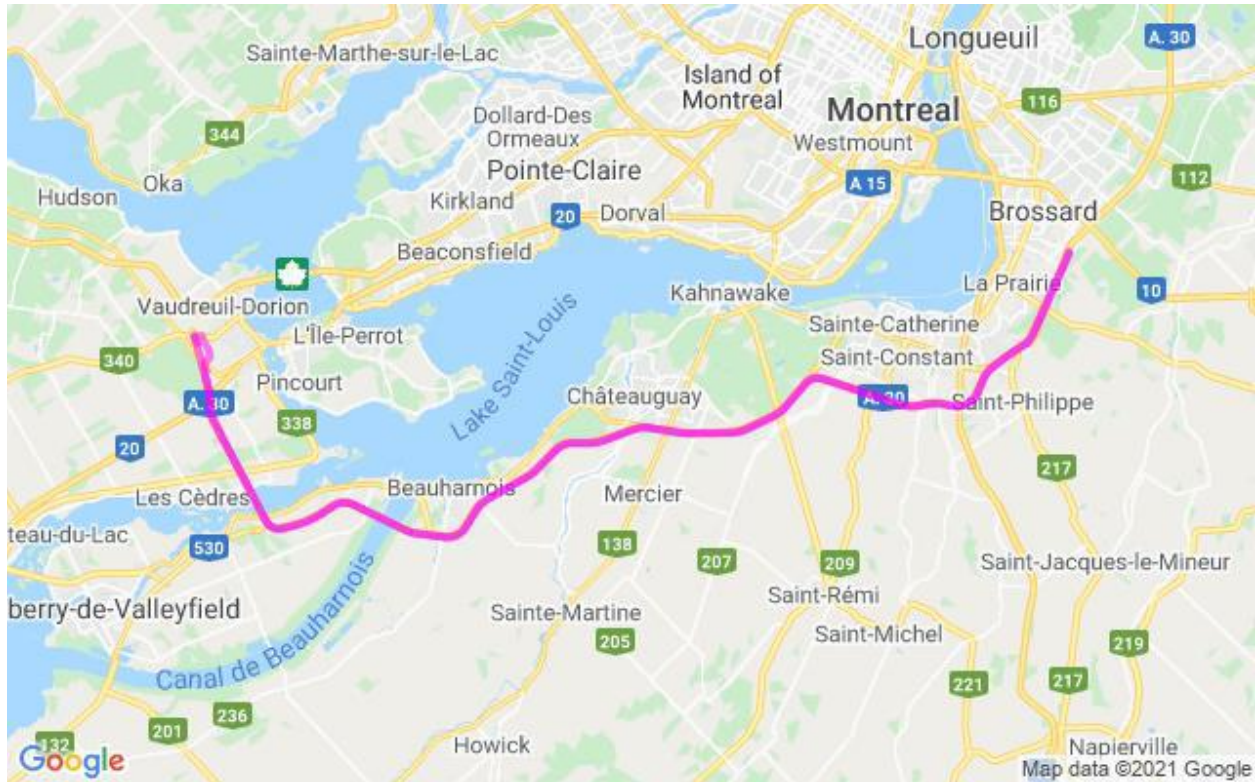 Longueuil
A. 30
Sainte-Marthe-sur-le-Lac
Island of
Montreal
116
Montreal
Dollard-Des
Ormeaux
344
Westmount
Pointe-Claire
Oka
A 15
112
Hudson
Kirkland
20
Dorval
Brossard
Beaconsfield
La Prairie
10
Kahnawake
Vaudreuil-Dorion
L'Île-Perrot
Sainte-Catherine
340
Saint-Constant
Lake Saint-Louis
Pincourt
Châteauguay
A. 30
A. 30
Saint-Philippe
338
20
217
Beauharnois
Mercier
Les Cèdres
teau-du-Lac
530
138
207
209
Saint-Jacques-le-Mineur
Saint-Rémi
berry-de-Valleyfield
Sainte-Martine
Saint-Michel
205
219
Canal de Beauharnois
221
217
236
201
132
Howick
Napierville
Google
Map data ©2021 Google